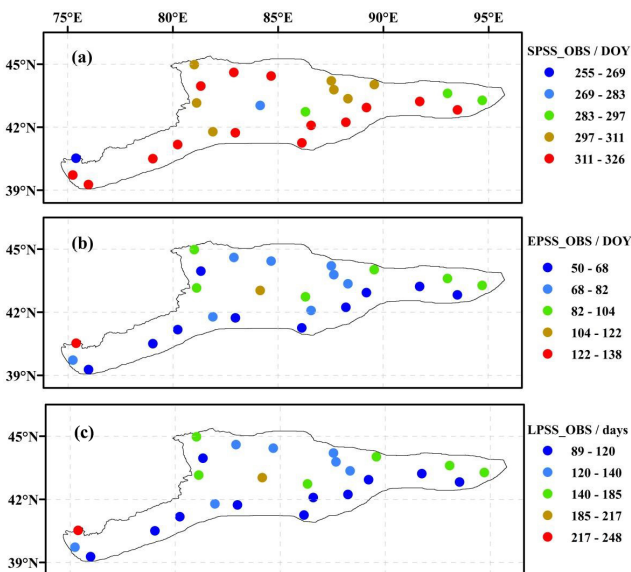 75°E 80°E 85°E 90°E 95°E
(a)
45°N
42°N
39°N
SPSS_OBS / DOY
255 - 269
269 - 283
283 - 297
297 - 311
311 - 326
(b)
45°N
42°N
39°N
EPSS_OBS / DOY
50 - 68
68 - 82
82 - 104
104 - 122
122 - 138
(c)
45°N
42°N
39°N
LPSS_OBS / days
89 - 120
120 - 140
140 - 185
185 - 217
217 - 248